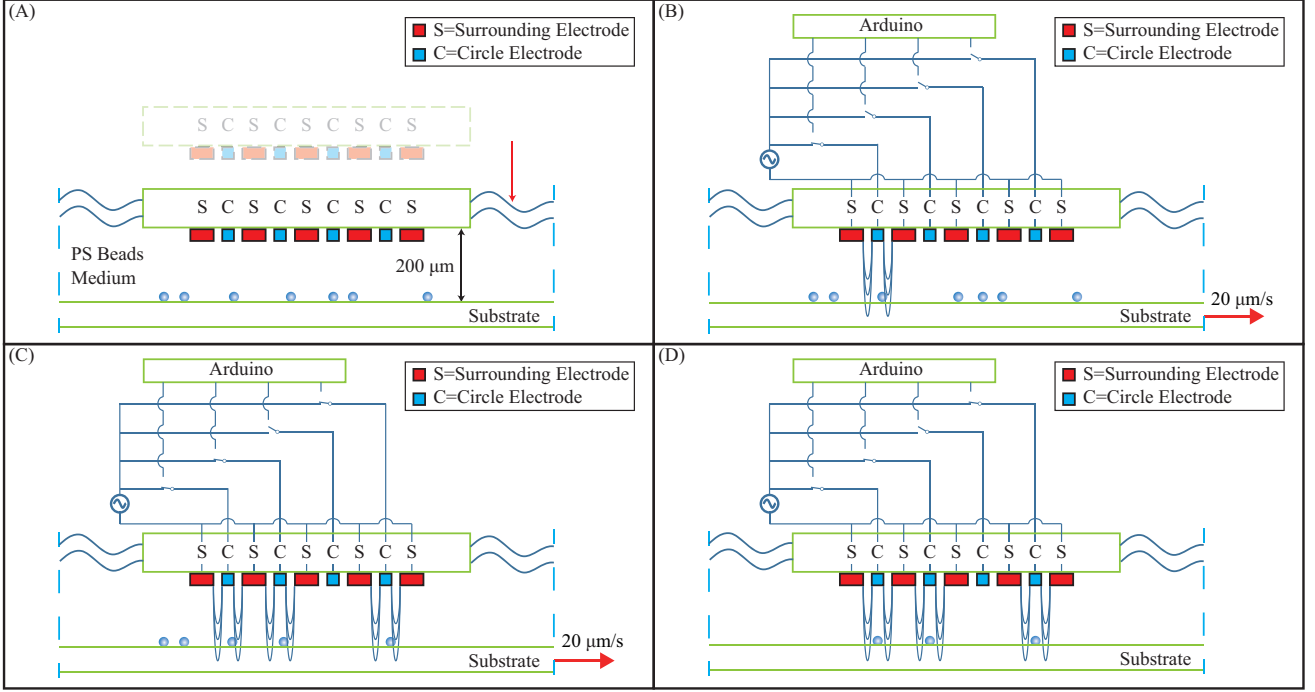 (A)
S=Surrounding Electrode
C=Circle Electrode
S C S C S C S C S
S C S C S C S C S
PS Beads
Medium
200 μm
Substrate
(B)
Arduino
S=Surrounding Electrode
C=Circle Electrode
S C S C S C S C S
20 μm/s
Substrate
(C)
Arduino
S=Surrounding Electrode
C=Circle Electrode
S C S C S C S C S
20 μm/s
Substrate
(D)
Arduino
S=Surrounding Electrode
C=Circle Electrode
S C S C S C S C S
Substrate